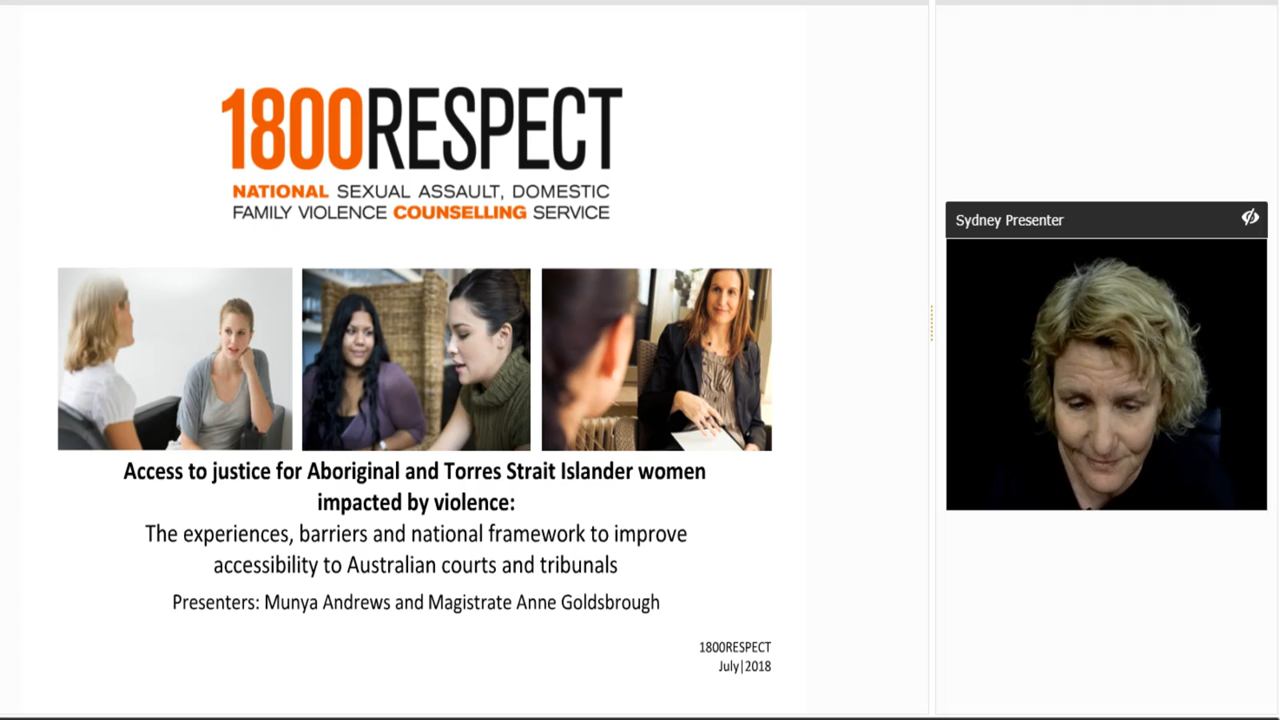 1800RESPECT
NATIONAL SEXUAL ASSAULT, DOMESTIC
FAMILY VIOLENCE COUNSELLING SERVICE
Access to justice for Aboriginal and Torres Strait Islander women
impacted by violence:
The experiences, barriers and national framework to improve
accessibility to Australian courts and tribunals
Presenters: Munya Andrews and Magistrate Anne Goldsbrough
1800RESPECT
July|2018
Sydney Presenter